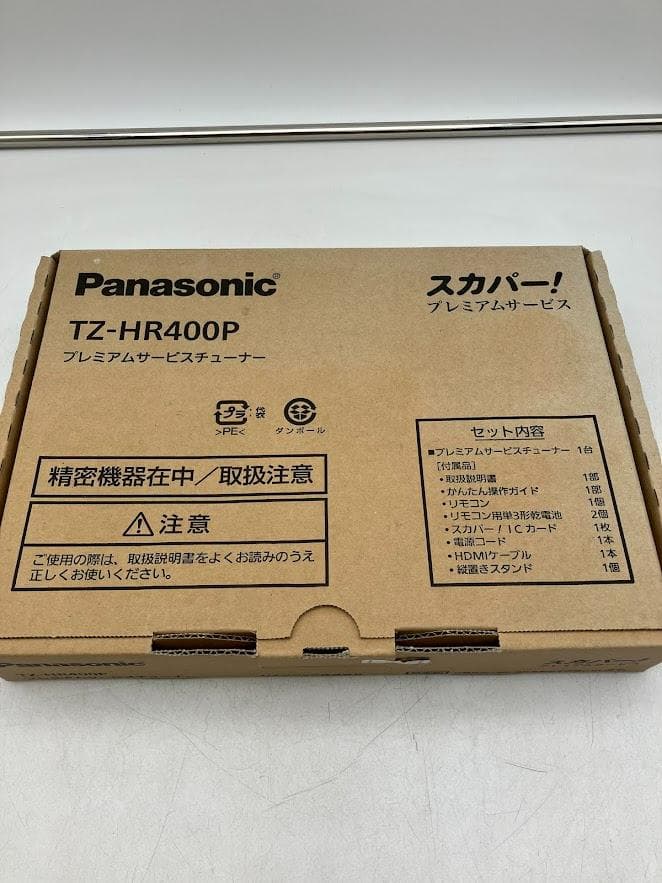 Panasonic®
スカパー!
プレミアムサービス
TZ-HR400P
プレミアムサービスチューナー
プラ :袋
>PE<
ダンボール
精密機器在中/取扱注意
注意
ご使用の際は、取扱説明書をよくお読みのうえ
正しくお使いください。
セット内容
■プレミアムサービスチューナー 1台
[付属品]
・取扱説明書 1部
・かんたん操作ガイド 1部
・リモコン 1個
・リモコン用単3形乾電池 2個
・スカパー!ICカード 1枚
・電源コード 1本
・HDMIケーブル 1本
・縦置きスタンド 1個
Panasonic
スカパー!
TZ-HR400P